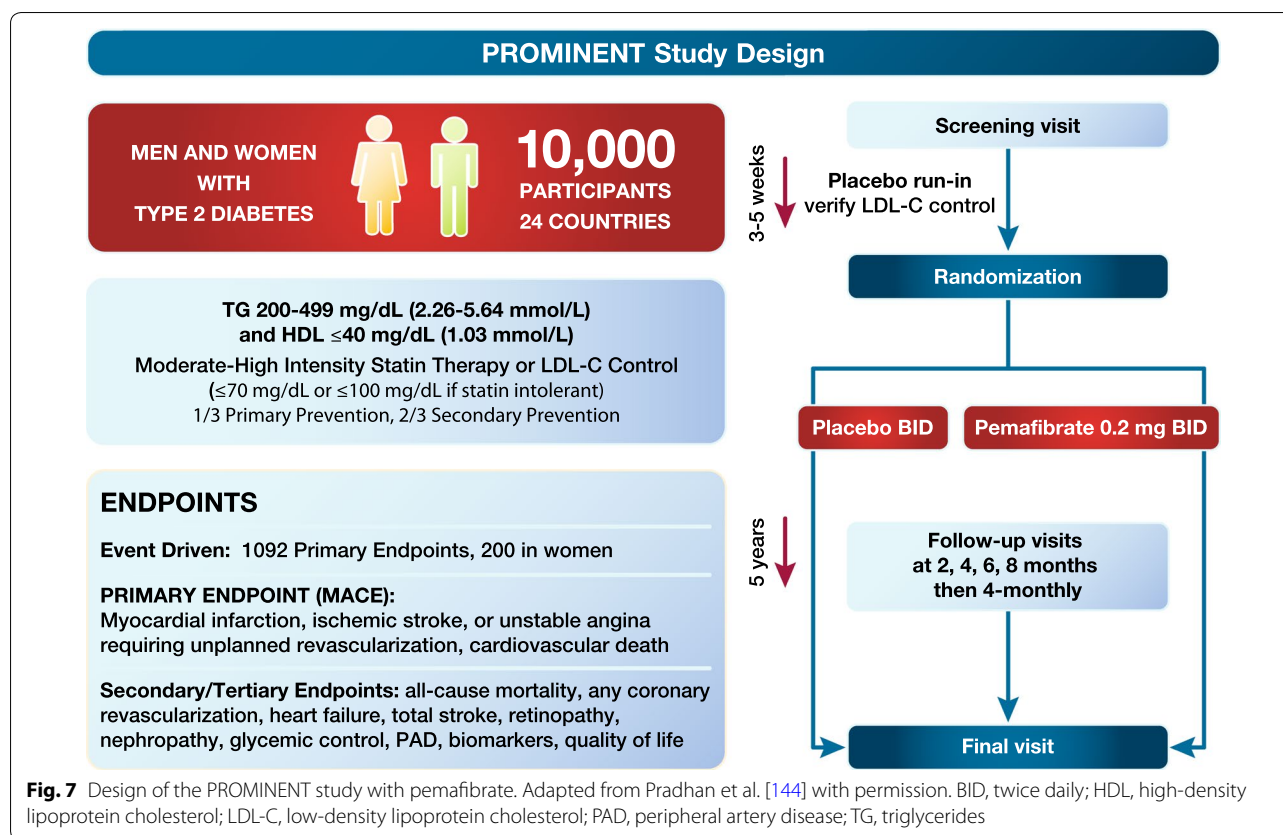 PROMINENT Study Design
MEN AND WOMEN
WITH
TYPE 2 DIABETES
10,000
PARTICIPANTS
24 COUNTRIES
TG 200-499 mg/dL (2.26-5.64 mmol/L)
and HDL ≤40 mg/dL (1.03 mmol/L)
Moderate-High Intensity Statin Therapy or LDL-C Control
(≤70 mg/dL or ≤100 mg/dL if statin intolerant)
1/3 Primary Prevention, 2/3 Secondary Prevention
ENDPOINTS
Event Driven: 1092 Primary Endpoints, 200 in women
PRIMARY ENDPOINT (MACE):
Myocardial infarction, ischemic stroke, or unstable angina
requiring unplanned revascularization, cardiovascular death
Secondary/Tertiary Endpoints: all-cause mortality, any coronary
revascularization, heart failure, total stroke, retinopathy,
nephropathy, glycemic control, PAD, biomarkers, quality of life
Screening visit
3-5 weeks
Placebo run-in
verify LDL-C control
Randomization
Placebo BID
Pemafibrate 0.2 mg BID
5 years
Follow-up visits
at 2, 4, 6, 8 months
then 4-monthly
Final visit
Fig. 7 Design of the PROMINENT study with pemafibrate. Adapted from Pradhan et al. [144] with permission. BID, twice daily; HDL, high-density
lipoprotein cholesterol; LDL-C, low-density lipoprotein cholesterol; PAD, peripheral artery disease; TG, triglycerides